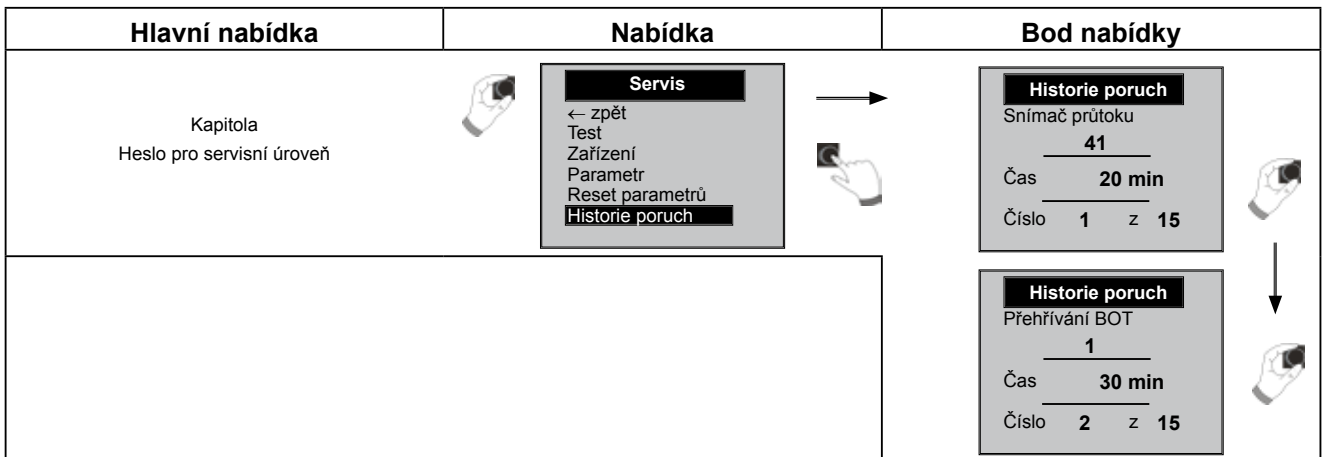 Hlavní nabídka
Nabídka
Bod nabídky
Kapitola
Heslo pro servisní úroveň
Servis
← zpět
Test
Zařízení
Parametr
Reset parametrů
Historie poruch
Historie poruch
Snímač průtoku
41
Čas 20 min
Číslo 1 z 15
Historie poruch
Přehřívání BOT
1
Čas 30 min
Číslo 2 z 15